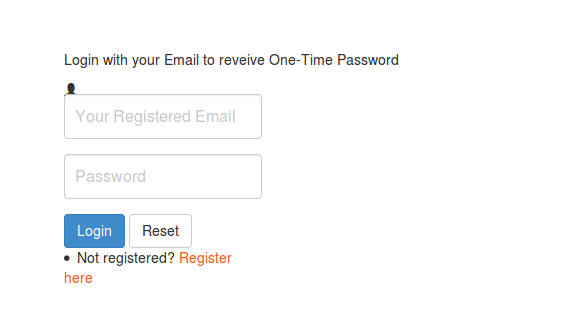 Login with your Email to reveive One-Time Password
Your Registered Email
Password
Login Reset
Not registered? Register
here